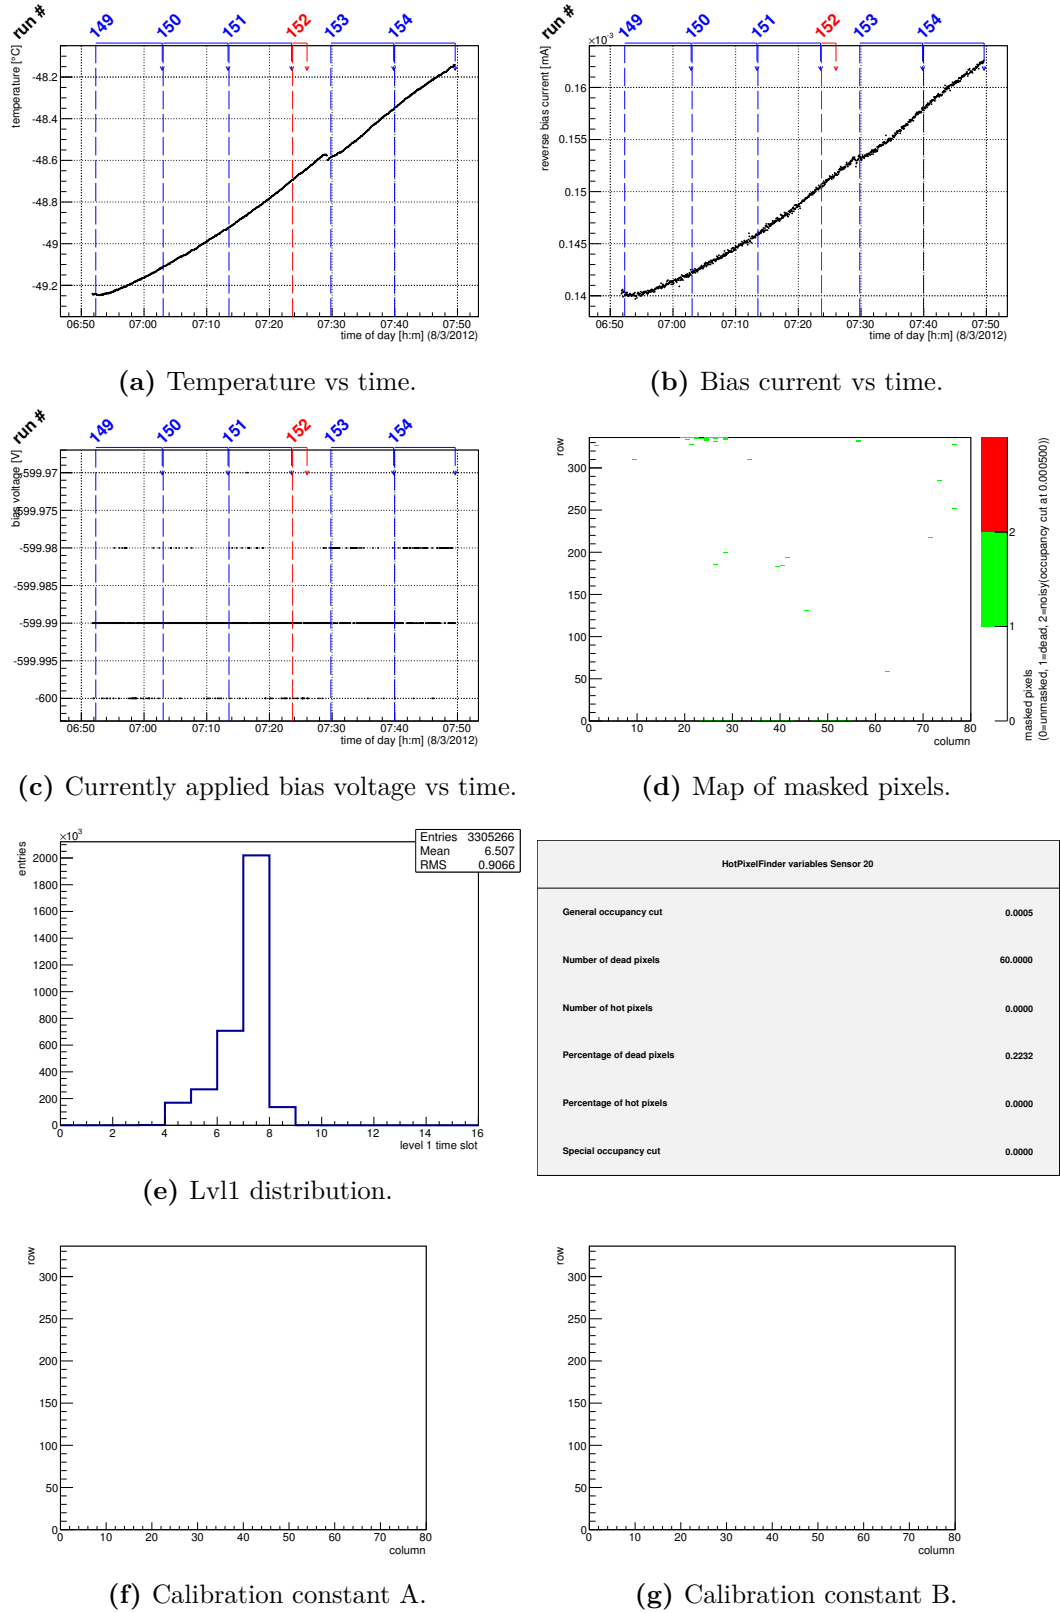 run #
149
150
151
152
153
154
temperature [°C]
-48.2
-48.4
-48.6
-48.8
-49
-49.2
06:50 07:00 07:10 07:20 07:30 07:40 07:50
time of day [h:m] (8/3/2012)
(a) Temperature vs time.
run #
149
150
151
152
153
154
×10⁻³
reverse bias current [mA]
0.16
0.155
0.15
0.145
0.14
06:50 07:00 07:10 07:20 07:30 07:40 07:50
time of day [h:m] (8/3/2012)
(b) Bias current vs time.
run #
149
150
151
152
153
154
bias voltage [V]
-599.97
-599.975
-599.98
-599.985
-599.99
-599.995
-600
06:50 07:00 07:10 07:20 07:30 07:40 07:50
time of day [h:m] (8/3/2012)
(c) Currently applied bias voltage vs time.
row
300
250
200
150
100
50
0
0 10 20 30 40 50 60 70 80
column
2
1
0
masked pixels
(0=unmasked, 1=dead, 2=noisy(occupancy cut at 0.000500))
(d) Map of masked pixels.
×10³
entries
Entries 3305266
Mean 6.507
RMS 0.9066
2000
1800
1600
1400
1200
1000
800
600
400
200
0
0 2 4 6 8 10 12 14 16
level 1 time slot
(e) Lvl1 distribution.
HotPixelFinder variables Sensor 20
General occupancy cut 0.0005
Number of dead pixels 60.0000
Number of hot pixels 0.0000
Percentage of dead pixels 0.2232
Percentage of hot pixels 0.0000
Special occupancy cut 0.0000
row
300
250
200
150
100
50
0
0 10 20 30 40 50 60 70 80
column
(f) Calibration constant A.
row
300
250
200
150
100
50
0
0 10 20 30 40 50 60 70 80
column
(g) Calibration constant B.